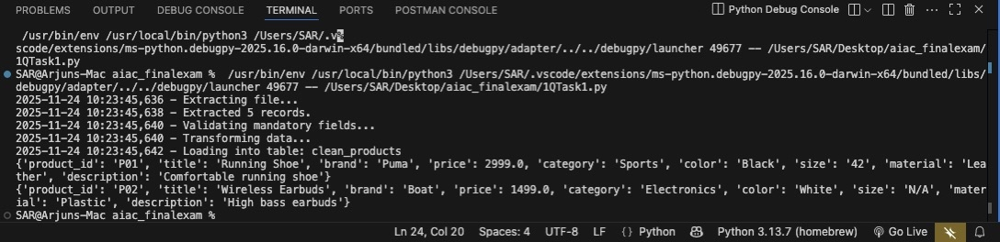 PROBLEMS OUTPUT DEBUG CONSOLE TERMINAL PORTS POSTMAN CONSOLE Python Debug Console
/usr/bin/env /usr/local/bin/python3 /Users/SAR/.vs
scode/extensions/ms-python.debugpy-2025.16.0-darwin-x64/bundled/libs/debugpy/adapter/../../debugpy/launcher 49677 -- /Users/SAR/Desktop/aiac_finalexam/
1QTask1.py
SAR@Arjuns-Mac aiac_finalexam % /usr/bin/env /usr/local/bin/python3 /Users/SAR/.vscode/extensions/ms-python.debugpy-2025.16.0-darwin-x64/bundled/libs/
debugpy/adapter/../../debugpy/launcher 49677 -- /Users/SAR/Desktop/aiac_finalexam/1QTask1.py
2025-11-24 10:23:45,636 - Extracting file...
2025-11-24 10:23:45,638 - Extracted 5 records.
2025-11-24 10:23:45,640 - Validating mandatory fields...
2025-11-24 10:23:45,640 - Transforming data...
2025-11-24 10:23:45,642 - Loading into table: clean_products
{'product_id': 'P01', 'title': 'Running Shoe', 'brand': 'Puma', 'price': 2999.0, 'category': 'Sports', 'color': 'Black', 'size': '42', 'material': 'Lea
ther', 'description': 'Comfortable running shoe'}
{'product_id': 'P02', 'title': 'Wireless Earbuds', 'brand': 'Boat', 'price': 1499.0, 'category': 'Electronics', 'color': 'White', 'size': 'N/A', 'mater
ial': 'Plastic', 'description': 'High bass earbuds'}
SAR@Arjuns-Mac aiac_finalexam %
Ln 24, Col 20 Spaces: 4 UTF-8 LF {} Python Python 3.13.7 (homebrew) Go Live